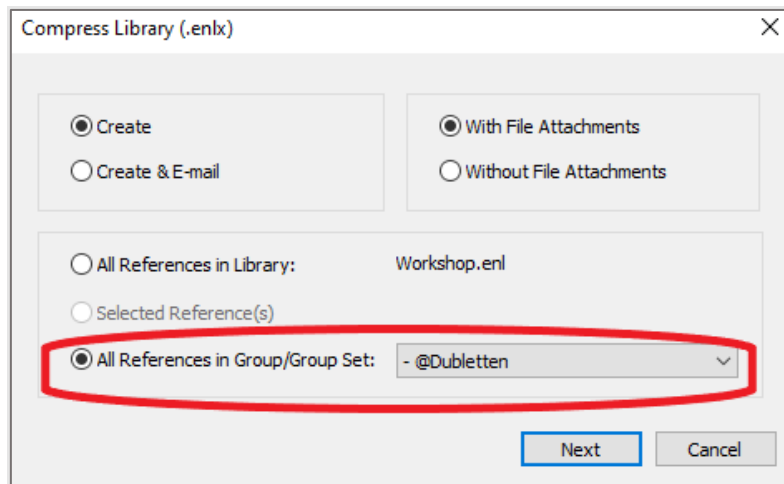 Compress Library (.enlx)
Create
With File Attachments
Create & E-mail
Without File Attachments
All References in Library: Workshop.enl
Selected Reference(s)
All References in Group/Group Set: - @Dubletten
Next Cancel